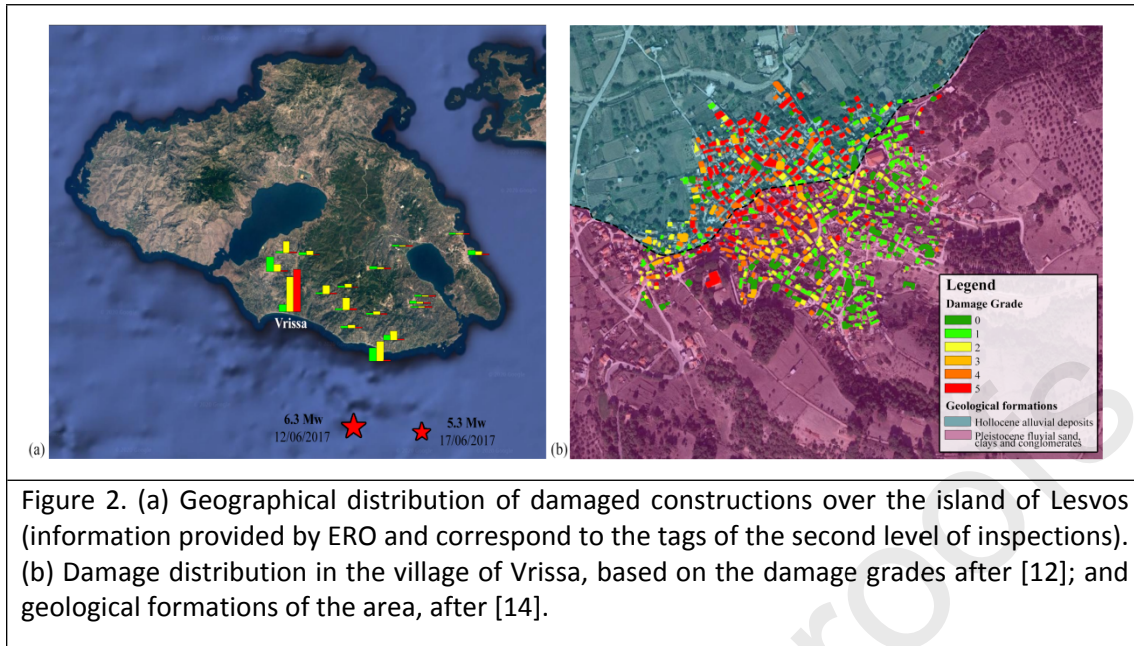 Vrissa
6.3 Mw
12/06/2017
5.3 Mw
17/06/2017
(a)
(b)
Legend
Damage Grade
0
1
2
3
4
5
Geological formations
Hollocene alluvial deposits
Pleistocene fluvial sand,
clays and conglomerates
Figure 2. (a) Geographical distribution of damaged constructions over the island of Lesvos
(information provided by ERO and correspond to the tags of the second level of inspections).
(b) Damage distribution in the village of Vrissa, based on the damage grades after [12]; and
geological formations of the area, after [14].